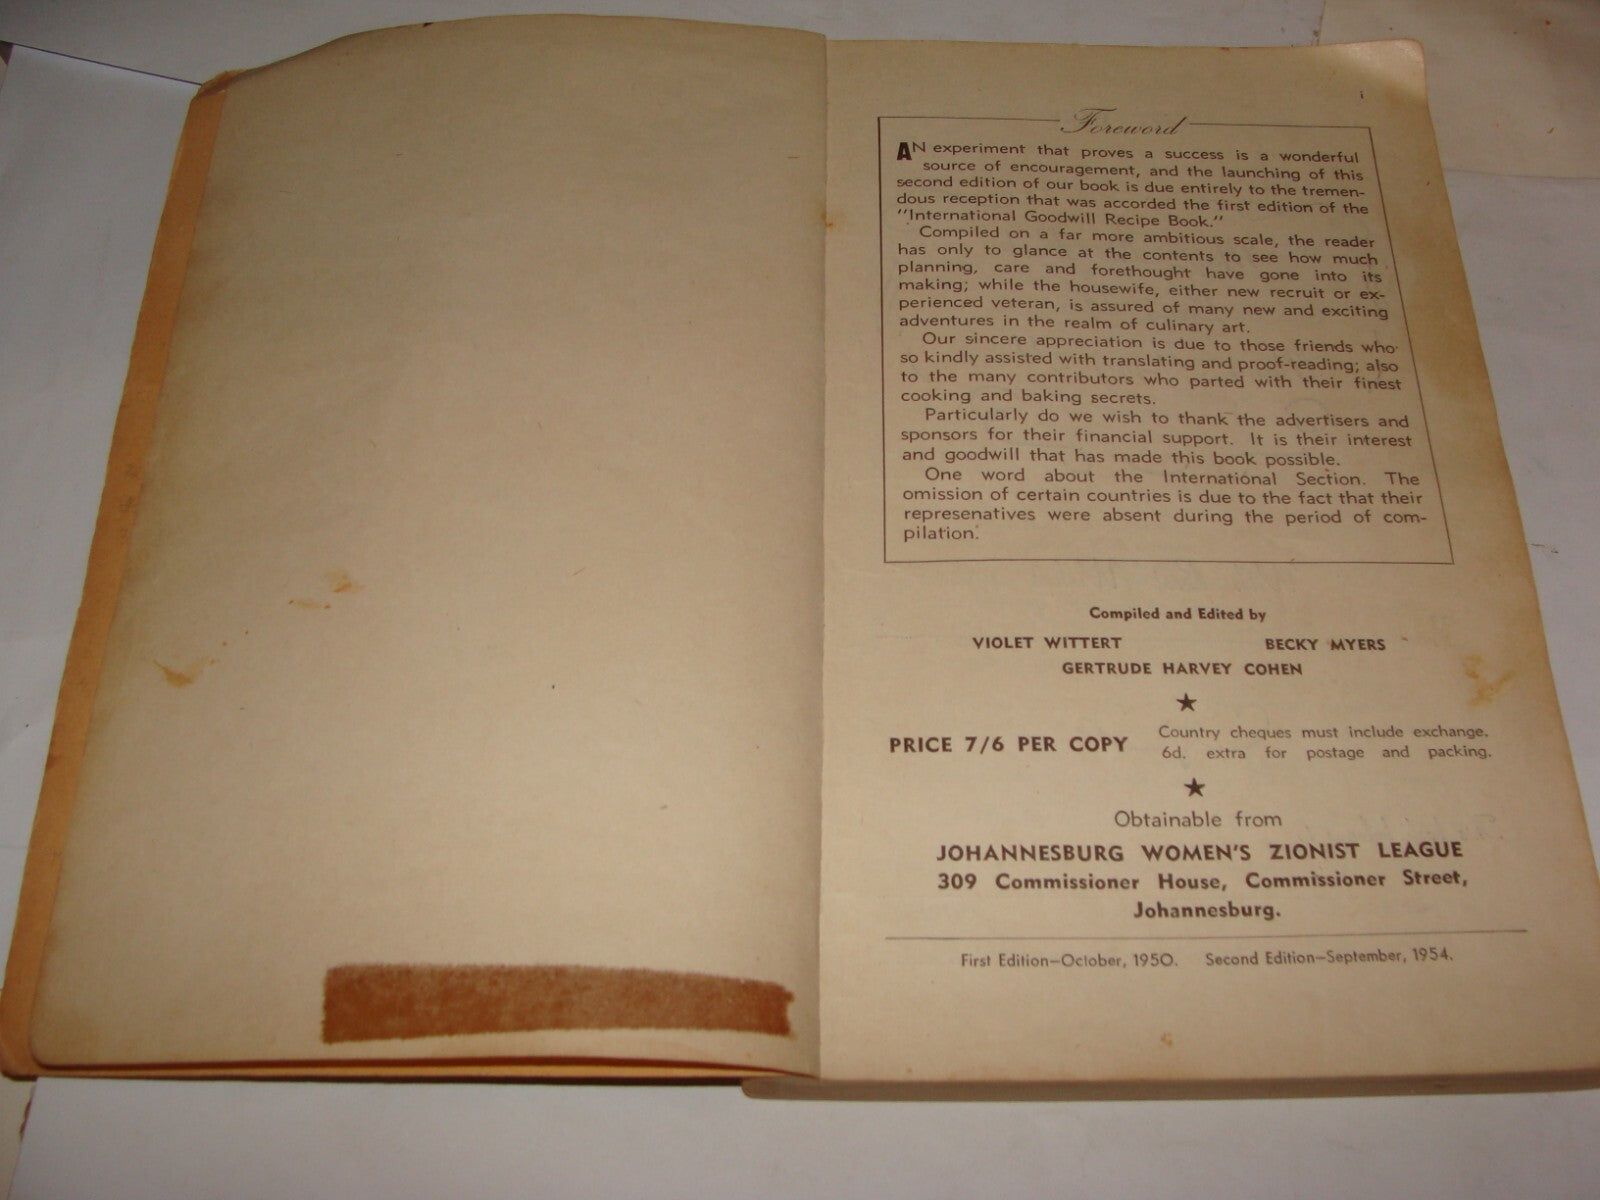 i
Foreword
AN experiment that proves a success is a wonderful
source of encouragement, and the launching of this
second edition of our book is due entirely to the tremen-
dous reception that was accorded the first edition of the
"International Goodwill Recipe Book."
Compiled on a far more ambitious scale, the reader
has only to glance at the contents to see how much
planning, care and forethought have gone into its
making; while the housewife, either new recruit or ex-
perienced veteran, is assured of many new and exciting
adventures in the realm of culinary art.
Our sincere appreciation is due to those friends who
so kindly assisted with translating and proof-reading; also
to the many contributors who parted with their finest
cooking and baking secrets.
Particularly do we wish to thank the advertisers and
sponsors for their financial support. It is their interest
and goodwill that has made this book possible.
One word about the International Section. The
omission of certain countries is due to the fact that their
represenatives were absent during the period of com-
pilation.
Compiled and Edited by
VIOLET WITTERT BECKY MYERS
GERTRUDE HARVEY COHEN
★
PRICE 7/6 PER COPY
Country cheques must include exchange.
6d. extra for postage and packing.
★
Obtainable from
JOHANNESBURG WOMEN'S ZIONIST LEAGUE
309 Commissioner House, Commissioner Street,
Johannesburg.
First Edition—October, 1950. Second Edition—September, 1954.